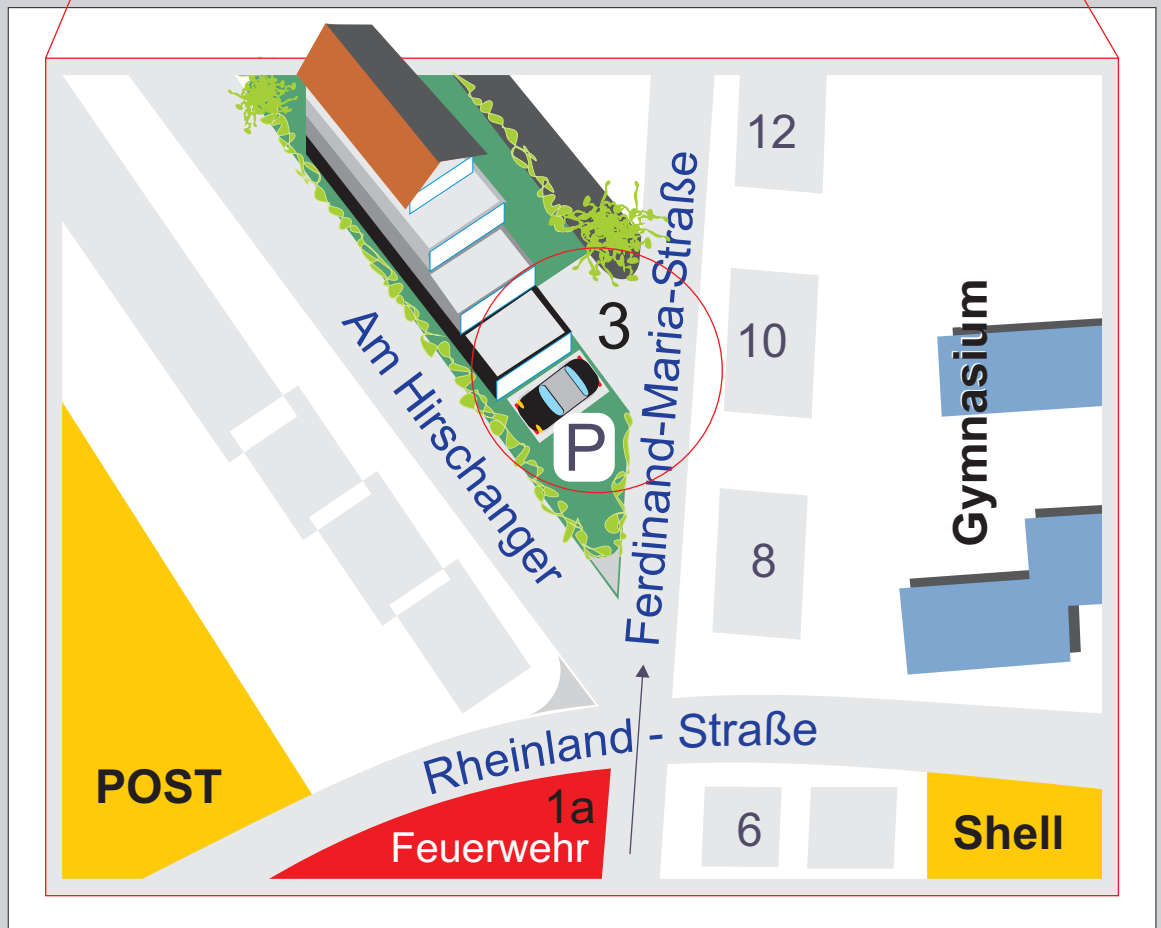 12
3
10
Am Hirschanger
Ferdinand-Maria-Straße
Gymnasium
P
8
Rheinland - Straße
POST
1a
Feuerwehr
6
Shell